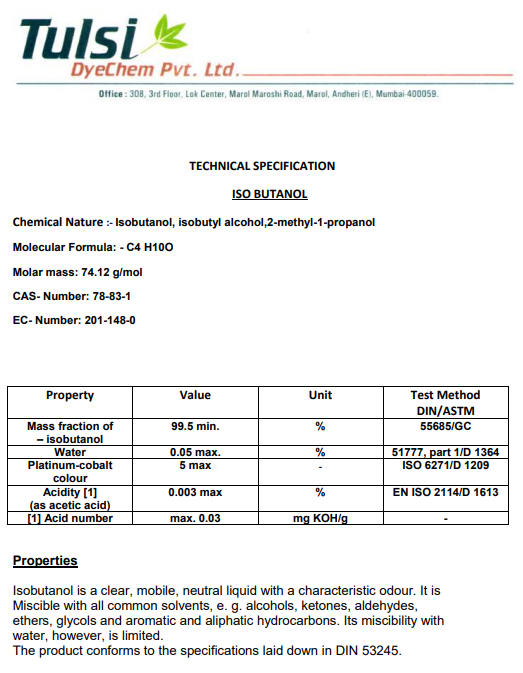 Tulsi
DyeChem Pvt. Ltd.
Office : 308, 3rd Floor, Lok Center, Marol Maroshi Road, Marol, Andheri (E), Mumbai-400059.
TECHNICAL SPECIFICATION
ISO BUTANOL
Chemical Nature :- Isobutanol, isobutyl alcohol,2-methyl-1-propanol
Molecular Formula: - C4 H10O
Molar mass: 74.12 g/mol
CAS- Number: 78-83-1
EC- Number: 201-148-0
Property Value Unit Test Method
DIN/ASTM
Mass fraction of 99.5 min. % 55685/GC
– isobutanol
Water 0.05 max. % 51777, part 1/D 1364
Platinum-cobalt 5 max - ISO 6271/D 1209
colour
Acidity [1] 0.003 max % EN ISO 2114/D 1613
(as acetic acid)
[1] Acid number max. 0.03 mg KOH/g -
Properties
Isobutanol is a clear, mobile, neutral liquid with a characteristic odour. It is
Miscible with all common solvents, e. g. alcohols, ketones, aldehydes,
ethers, glycols and aromatic and aliphatic hydrocarbons. Its miscibility with
water, however, is limited.
The product conforms to the specifications laid down in DIN 53245.